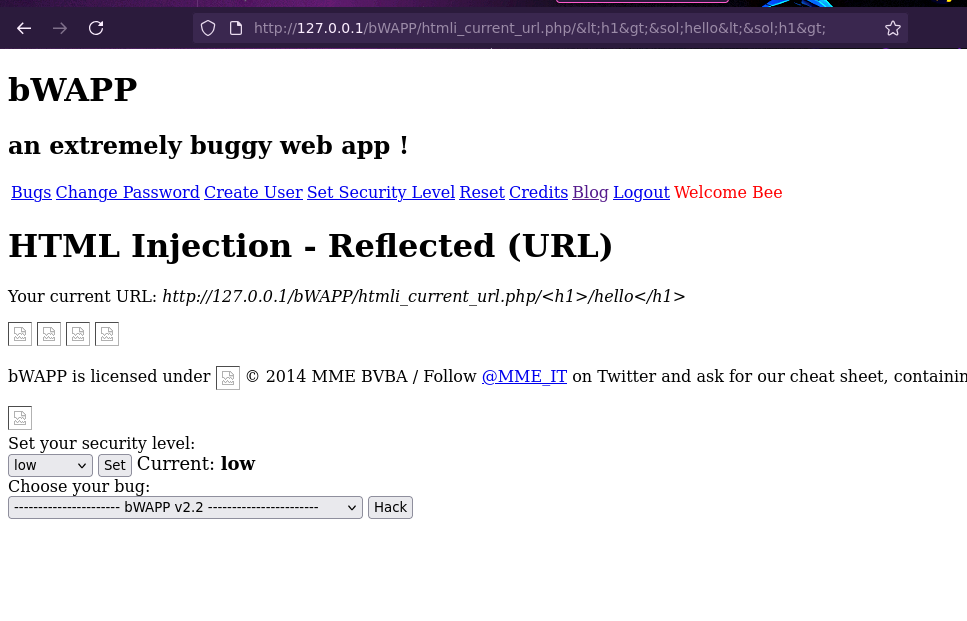 http://127.0.0.1/bWAPP/htmli_current_url.php/&lt;h1&gt;&sol;hello&lt;&sol;h1&gt;
bWAPP
an extremely buggy web app !
Bugs Change Password Create User Set Security Level Reset Credits Blog Logout Welcome Bee
HTML Injection - Reflected (URL)
Your current URL: http://127.0.0.1/bWAPP/htmli_current_url.php/<h1>/hello</h1>
bWAPP is licensed under © 2014 MME BVBA / Follow @MME_IT on Twitter and ask for our cheat sheet, containin
Set your security level:
low Set Current: low
Choose your bug:
---------------------- bWAPP v2.2 ----------------------- Hack